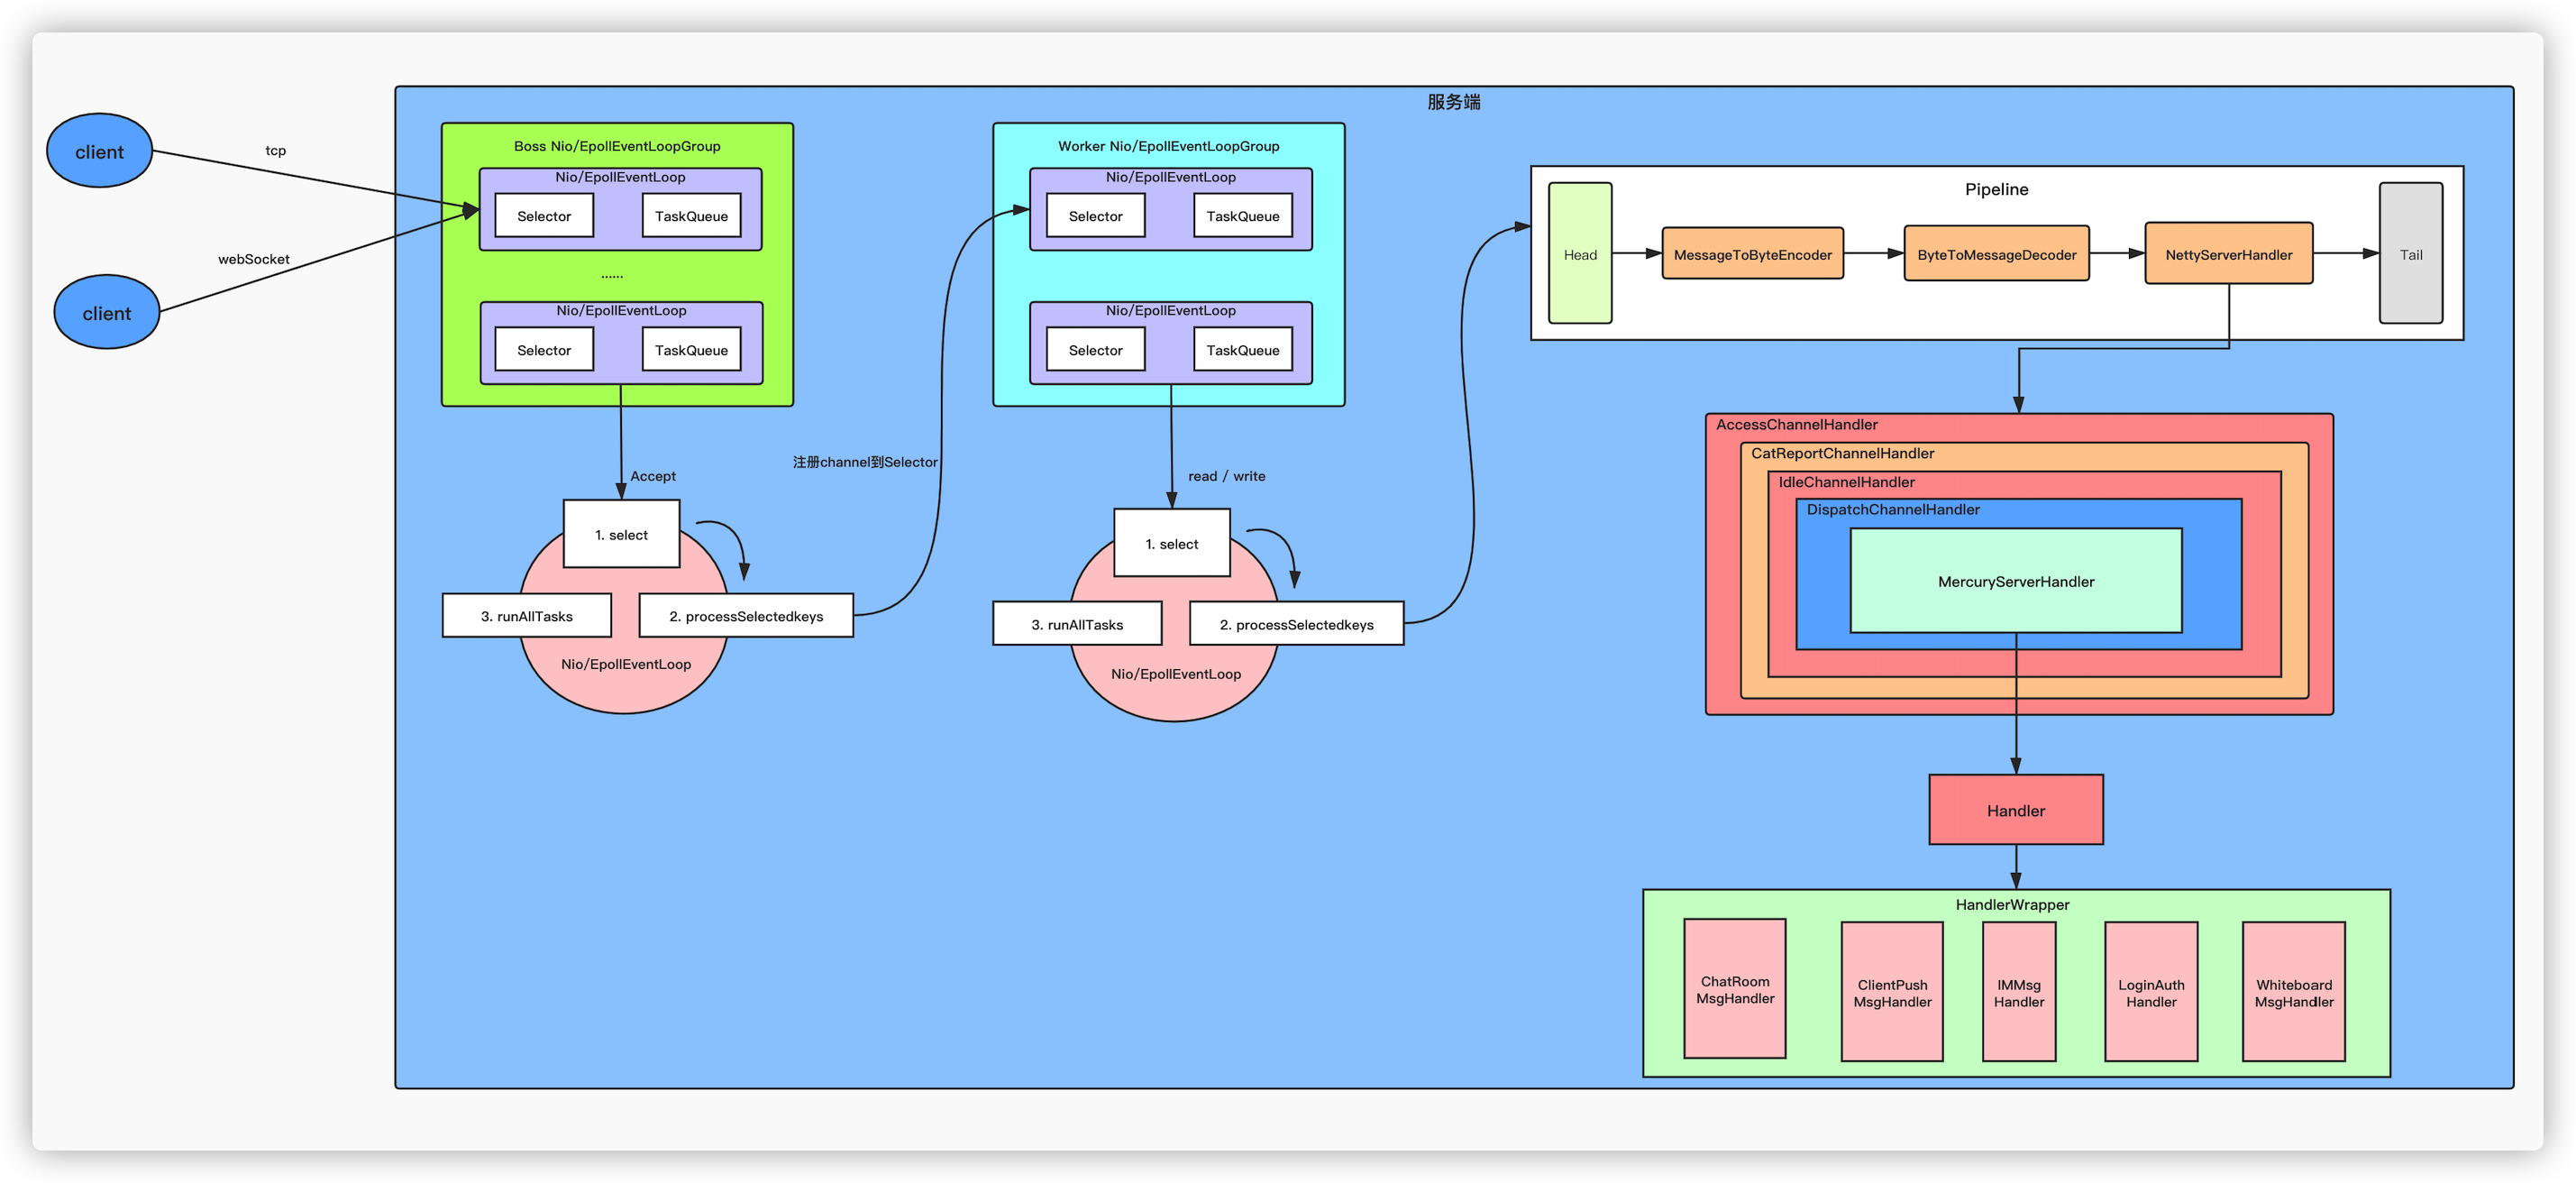 服务端
client
tcp
client
webSocket
Boss Nio/EpollEventLoopGroup
Nio/EpollEventLoop
Selector
TaskQueue
......
Nio/EpollEventLoop
Selector
TaskQueue
Accept
1. select
2. processSelectedkeys
3. runAllTasks
Nio/EpollEventLoop
注册channel到Selector
Worker Nio/EpollEventLoopGroup
Nio/EpollEventLoop
Selector
TaskQueue
Nio/EpollEventLoop
Selector
TaskQueue
read / write
1. select
2. processSelectedkeys
3. runAllTasks
Nio/EpollEventLoop
Pipeline
Head
MessageToByteEncoder
ByteToMessageDecoder
NettyServerHandler
Tail
AccessChannelHandler
CatReportChannelHandler
IdleChannelHandler
DispatchChannelHandler
MercuryServerHandler
Handler
HandlerWrapper
ChatRoom
MsgHandler
ClientPush
MsgHandler
IMMsg
Handler
LoginAuth
Handler
Whiteboard
MsgHandler